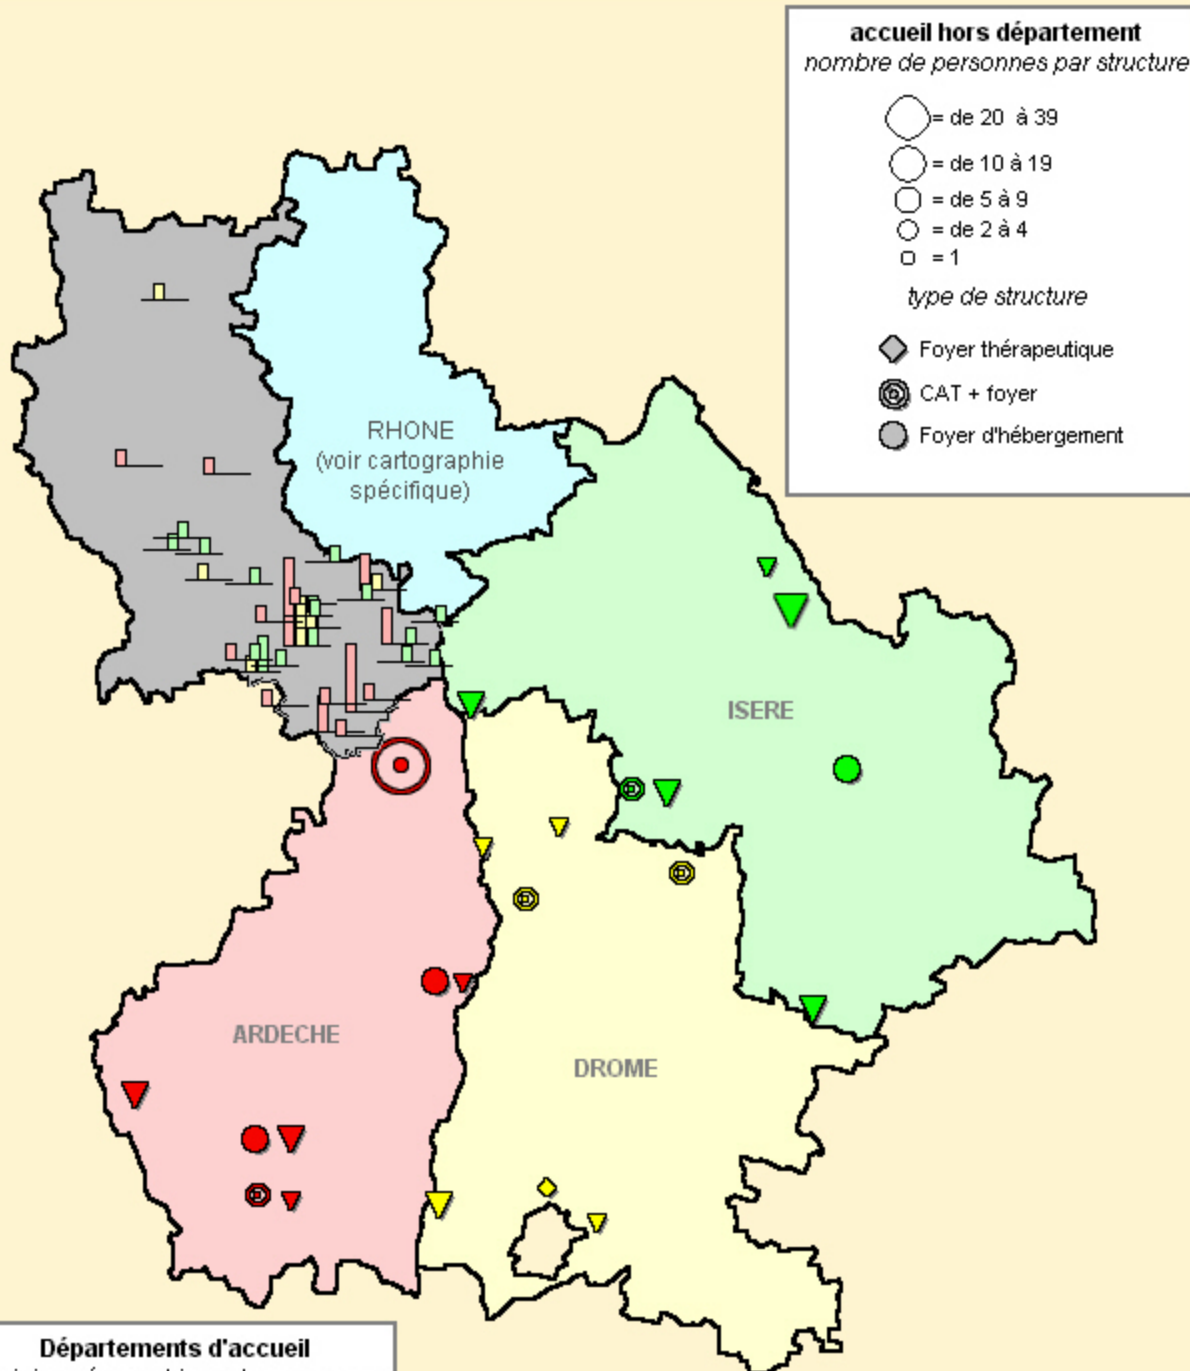 accueil hors département
nombre de personnes par structure
= de 20 à 39
= de 10 à 19
= de 5 à 9
= de 2 à 4
= 1
type de structure
Foyer thérapeutique
CAT + foyer
Foyer d'hébergement
RHONE
(voir cartographie
spécifique)
ISERE
ARDECHE
DROME
Départements d'accueil